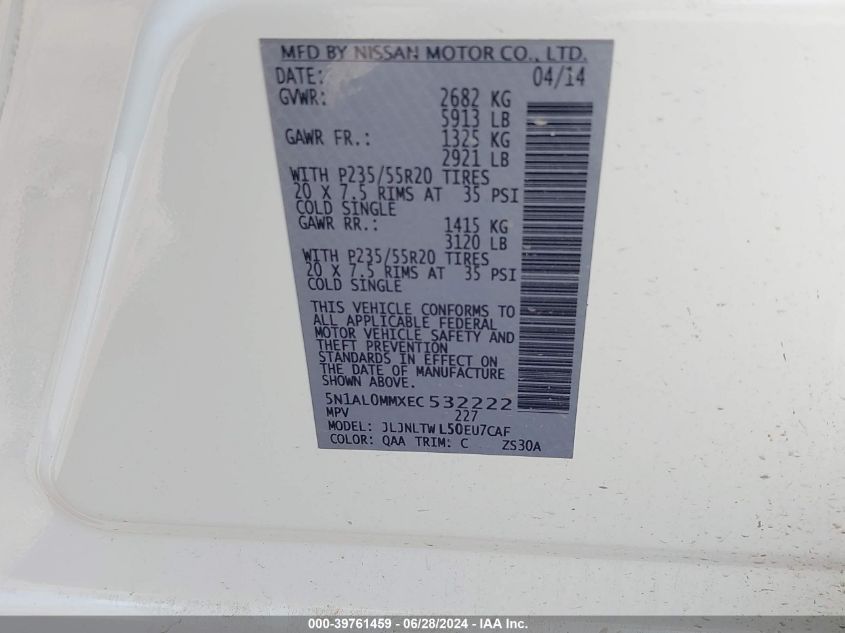 MFD BY NISSAN MOTOR CO., LTD.
DATE: 04/14
GVWR: 2682 KG
5913 LB
GAWR FR.: 1325 KG
2921 LB
WITH P235/55R20 TIRES
20 X 7.5 RIMS AT 35 PSI
COLD SINGLE
GAWR RR.: 1415 KG
3120 LB
WITH P235/55R20 TIRES
20 X 7.5 RIMS AT 35 PSI
COLD SINGLE
THIS VEHICLE CONFORMS TO
ALL APPLICABLE FEDERAL
MOTOR VEHICLE SAFETY AND
THEFT PREVENTION
STANDARDS IN EFFECT ON
THE DATE OF MANUFACTURE
SHOWN ABOVE.
5N1AL0MMXEC532222
MPV 227
MODEL: JLJNLTWL50EU7CAF
COLOR: QAA TRIM: C ZS30A
000-39761459 - 06/28/2024 - IAA Inc.